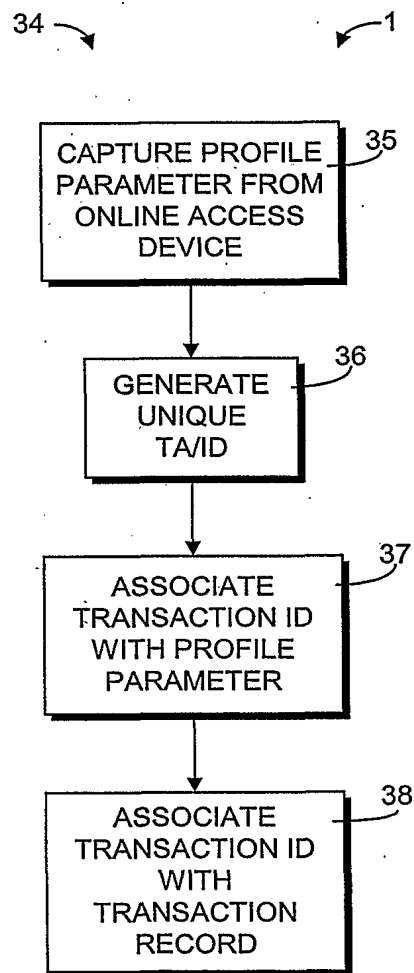 34
1
CAPTURE PROFILE
PARAMETER FROM
ONLINE ACCESS
DEVICE
35
GENERATE
UNIQUE
TA/ID
36
ASSOCIATE
TRANSACTION ID
WITH PROFILE
PARAMETER
37
ASSOCIATE
TRANSACTION ID
WITH
TRANSACTION
RECORD
38